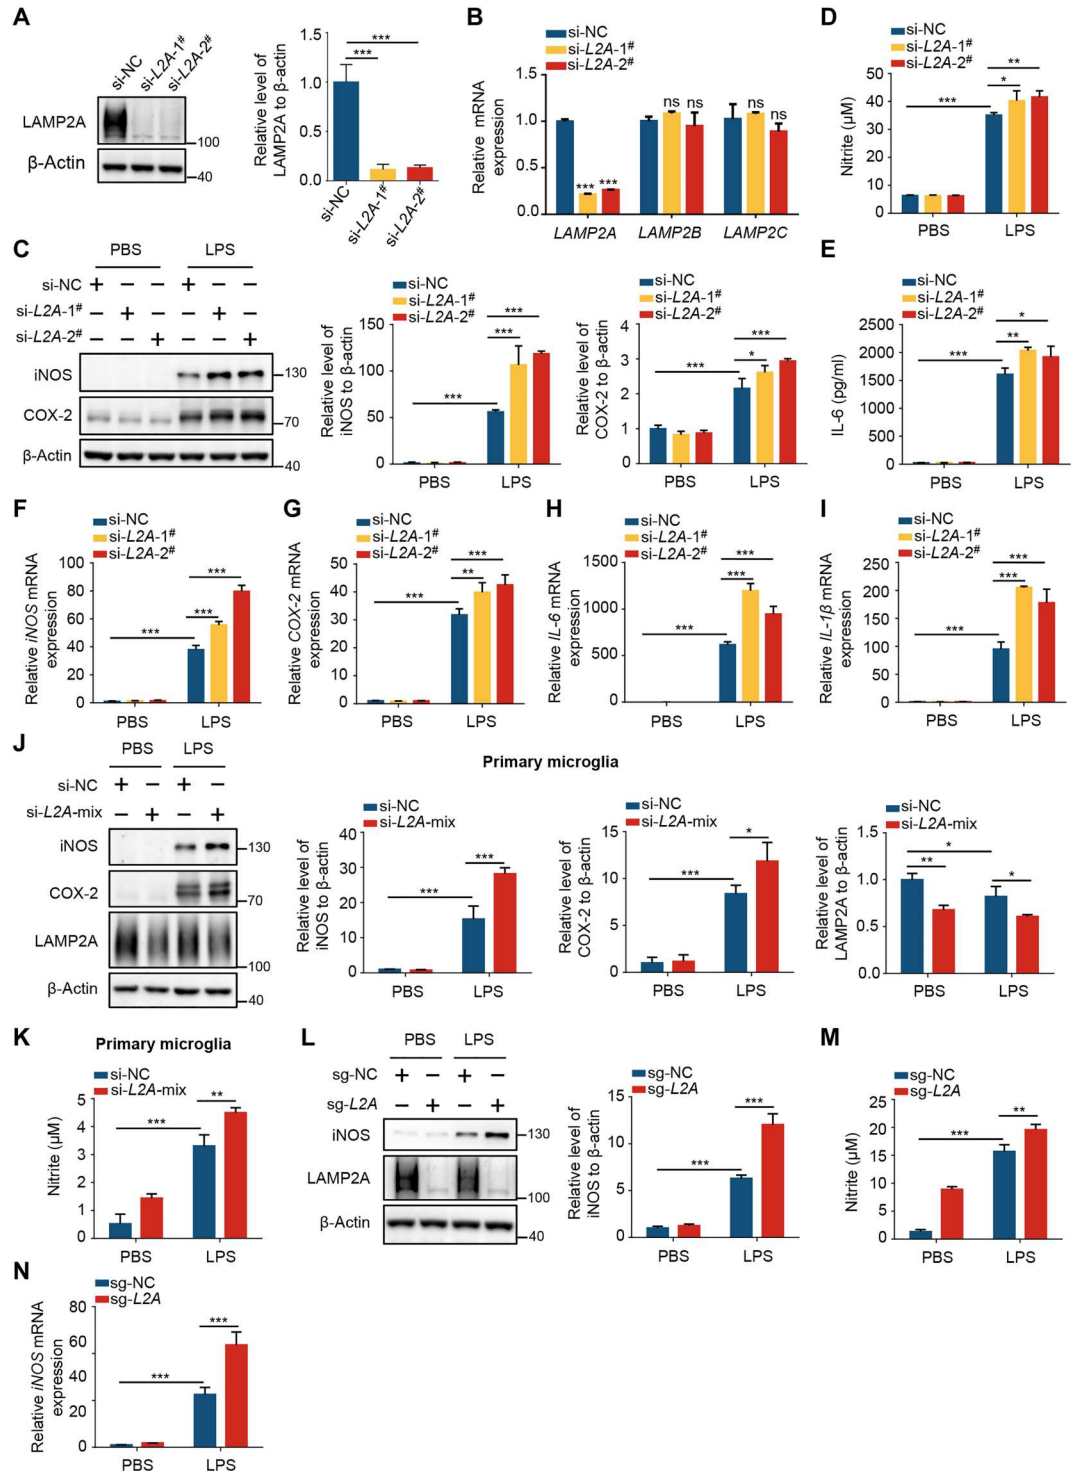 A
si-NC
si-L2A-1#
si-L2A-2#
LAMP2A
100
β-Actin
40
Relative level of
LAMP2A to β-actin
1.5
1.0
0.5
0.0
***
***
si-NC
si-L2A-1#
si-L2A-2#
B
si-NC
si-L2A-1#
si-L2A-2#
Relative mRNA
expression
1.5
1.0
0.5
0.0
*** ***
ns ns
ns ns
LAMP2A LAMP2B LAMP2C
D
si-NC
si-L2A-1#
si-L2A-2#
Nitrite (μM)
50
40
30
20
10
0
***
*
**
PBS LPS
C
PBS LPS
si-NC + − − + − −
si-L2A-1# − + − − + −
si-L2A-2# − − + − − +
iNOS
130
COX-2
70
β-Actin
40
si-NC
si-L2A-1#
si-L2A-2#
Relative level of
iNOS to β-actin
150
100
50
0
***
***
***
PBS LPS
si-NC
si-L2A-1#
si-L2A-2#
Relative level of
COX-2 to β-actin
4
3
2
1
0
***
*
***
PBS LPS
E
si-NC
si-L2A-1#
si-L2A-2#
IL-6 (pg/ml)
2500
2000
1500
1000
500
0
***
**
*
PBS LPS
F
si-NC
si-L2A-1#
si-L2A-2#
Relative iNOS mRNA
expression
100
80
60
40
20
0
***
***
***
PBS LPS
G
si-NC
si-L2A-1#
si-L2A-2#
Relative COX-2 mRNA
expression
50
40
30
20
10
0
***
**
***
PBS LPS
H
si-NC
si-L2A-1#
si-L2A-2#
Relative IL-6 mRNA
expression
1500
1000
500
0
***
***
***
PBS LPS
I
si-NC
si-L2A-1#
si-L2A-2#
Relative IL-1β mRNA
expression
250
200
150
100
50
0
***
***
***
PBS LPS
J
PBS LPS
si-NC + − + −
si-L2A-mix − + − +
iNOS
130
COX-2
70
LAMP2A
100
β-Actin
40
Primary microglia
si-NC
si-L2A-mix
Relative level of
iNOS to β-actin
40
30
20
10
0
***
***
PBS LPS
si-NC
si-L2A-mix
Relative level of
COX-2 to β-actin
15
10
5
0
***
*
PBS LPS
si-NC
si-L2A-mix
Relative level of
LAMP2A to β-actin
1.5
1.0
0.5
0.0
*
**
*
PBS LPS
K
Primary microglia
si-NC
si-L2A-mix
Nitrite (μM)
5
4
3
2
1
0
***
**
PBS LPS
L
PBS LPS
sg-NC + − + −
sg-L2A − + − +
iNOS
130
LAMP2A
100
β-Actin
40
sg-NC
sg-L2A
Relative level of
iNOS to β-actin
15
10
5
0
***
***
PBS LPS
M
sg-NC
sg-L2A
Nitrite (μM)
25
20
15
10
5
0
***
**
PBS LPS
N
sg-NC
sg-L2A
Relative iNOS mRNA
expression
80
60
40
20
0
***
***
PBS LPS